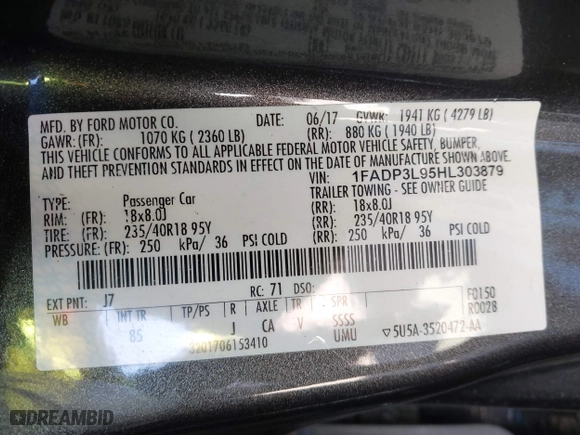 MFD. BY FORD MOTOR CO. DATE: 06/17 GVWR: 1941 KG ( 4279 LB)
GAWR: (FR): 1070 KG ( 2360 LB) (RR): 880 KG ( 1940 LB)
THIS VEHICLE CONFORMS TO ALL APPLICABLE FEDERAL MOTOR VEHICLE SAFETY, BUMPER,
AND THEFT PREVENTION STANDARDS IN EFFECT ON THE DATE OF MANUFACTURE SHOWN ABOVE.
VIN: 1FADP3L95HL303879
TYPE: Passenger Car TRAILER TOWING - SEE OWNER GUIDE
RIM: (FR): 18x8.0J (RR): 18x8.0J
TIRE: (FR): 235/40R18 95Y (RR): 235/40R18 95Y
PRESSURE: (FR): 250 kPa/ 36 PSI COLD (RR): 250 kPa/ 36 PSI COLD
EXT PNT: J7 RC: 71 DSO: F0150
WB INT TR TP/PS R AXLE TR SPR R0028
85 J CA V SSSS
3201706153410 UMU ▽ 5U5A-3520472-AA
DREAMBID